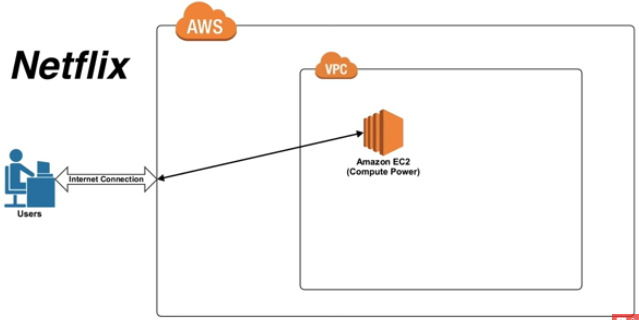 AWS
Netflix
VPC
Amazon EC2
(Compute Power)
Internet Connection
Users